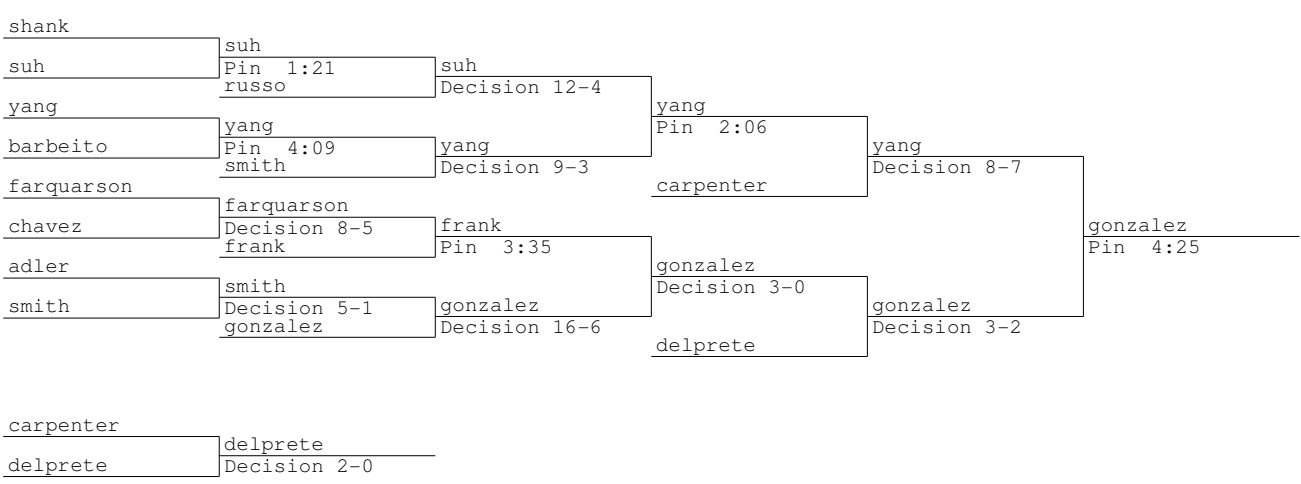 shank
suh
suh
Pin 1:21
russo
suh
Decision 12-4
yang
barbeito
yang
Pin 4:09
smith
yang
Decision 9-3
yang
Pin 2:06
carpenter
yang
Decision 8-7
farquarson
chavez
farquarson
Decision 8-5
frank
frank
Pin 3:35
adler
smith
smith
Decision 5-1
gonzalez
gonzalez
Decision 16-6
gonzalez
Decision 3-0
delprete
gonzalez
Decision 3-2
gonzalez
Pin 4:25
carpenter
delprete
delprete
Decision 2-0